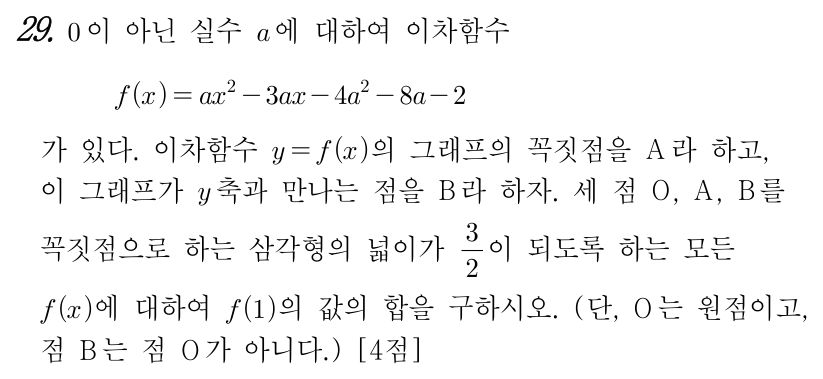 29. 0이 아닌 실수 a에 대하여 이차함수
f(x)=ax²-3ax-4a²-8a-2
가 있다. 이차함수 y=f(x)의 그래프의 꼭짓점을 A라 하고,
이 그래프가 y축과 만나는 점을 B라 하자. 세 점 O, A, B를
꼭짓점으로 하는 삼각형의 넓이가 3/2이 되도록 하는 모든
f(x)에 대하여 f(1)의 값의 합을 구하시오. (단, O는 원점이고,
점 B는 점 O가 아니다.) [4점]